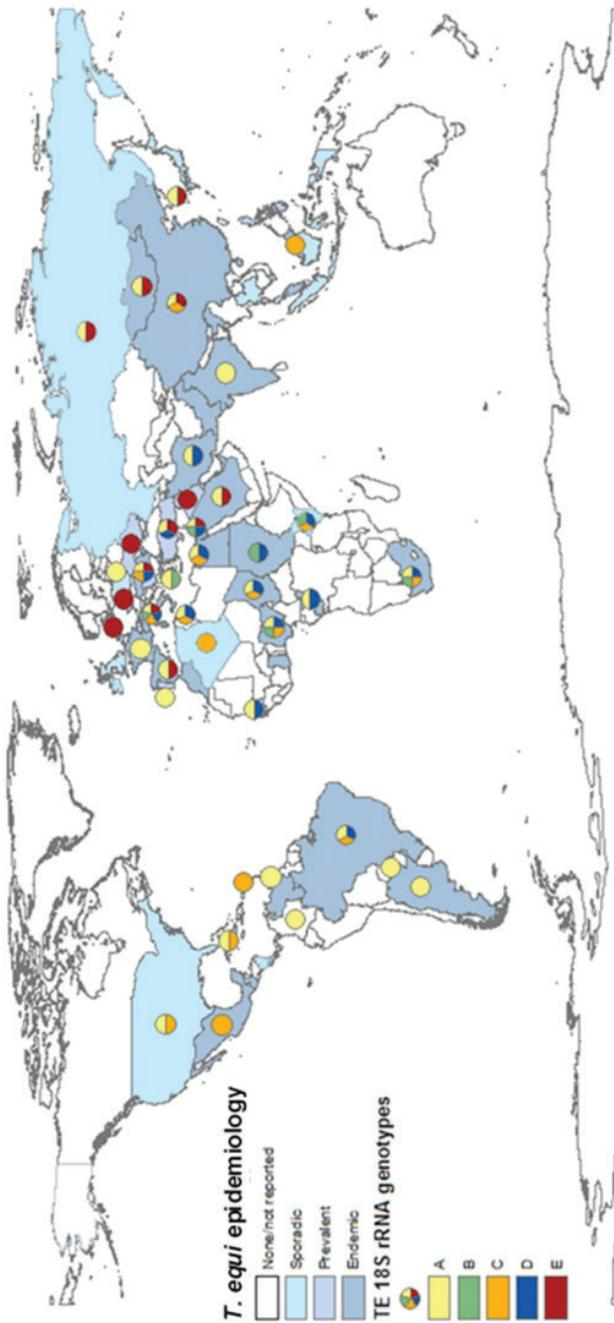 T. equi epidemiology
None/not reported
Sporadic
Prevalent
Endemic
TE 18S rRNA genotypes
A
B
C
D
E